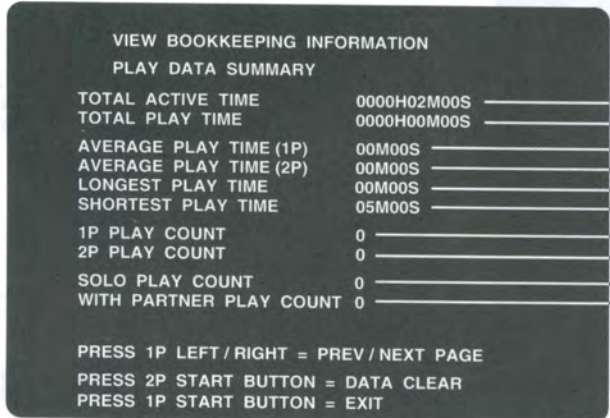 VIEW BOOKKEEPING INFORMATION
PLAY DATA SUMMARY
TOTAL ACTIVE TIME 0000H02M00S
TOTAL PLAY TIME 0000H00M00S
AVERAGE PLAY TIME (1P) 00M00S
AVERAGE PLAY TIME (2P) 00M00S
LONGEST PLAY TIME 00M00S
SHORTEST PLAY TIME 05M00S
1P PLAY COUNT 0
2P PLAY COUNT 0
SOLO PLAY COUNT 0
WITH PARTNER PLAY COUNT 0
PRESS 1P LEFT / RIGHT = PREV / NEXT PAGE
PRESS 2P START BUTTON = DATA CLEAR
PRESS 1P START BUTTON = EXIT